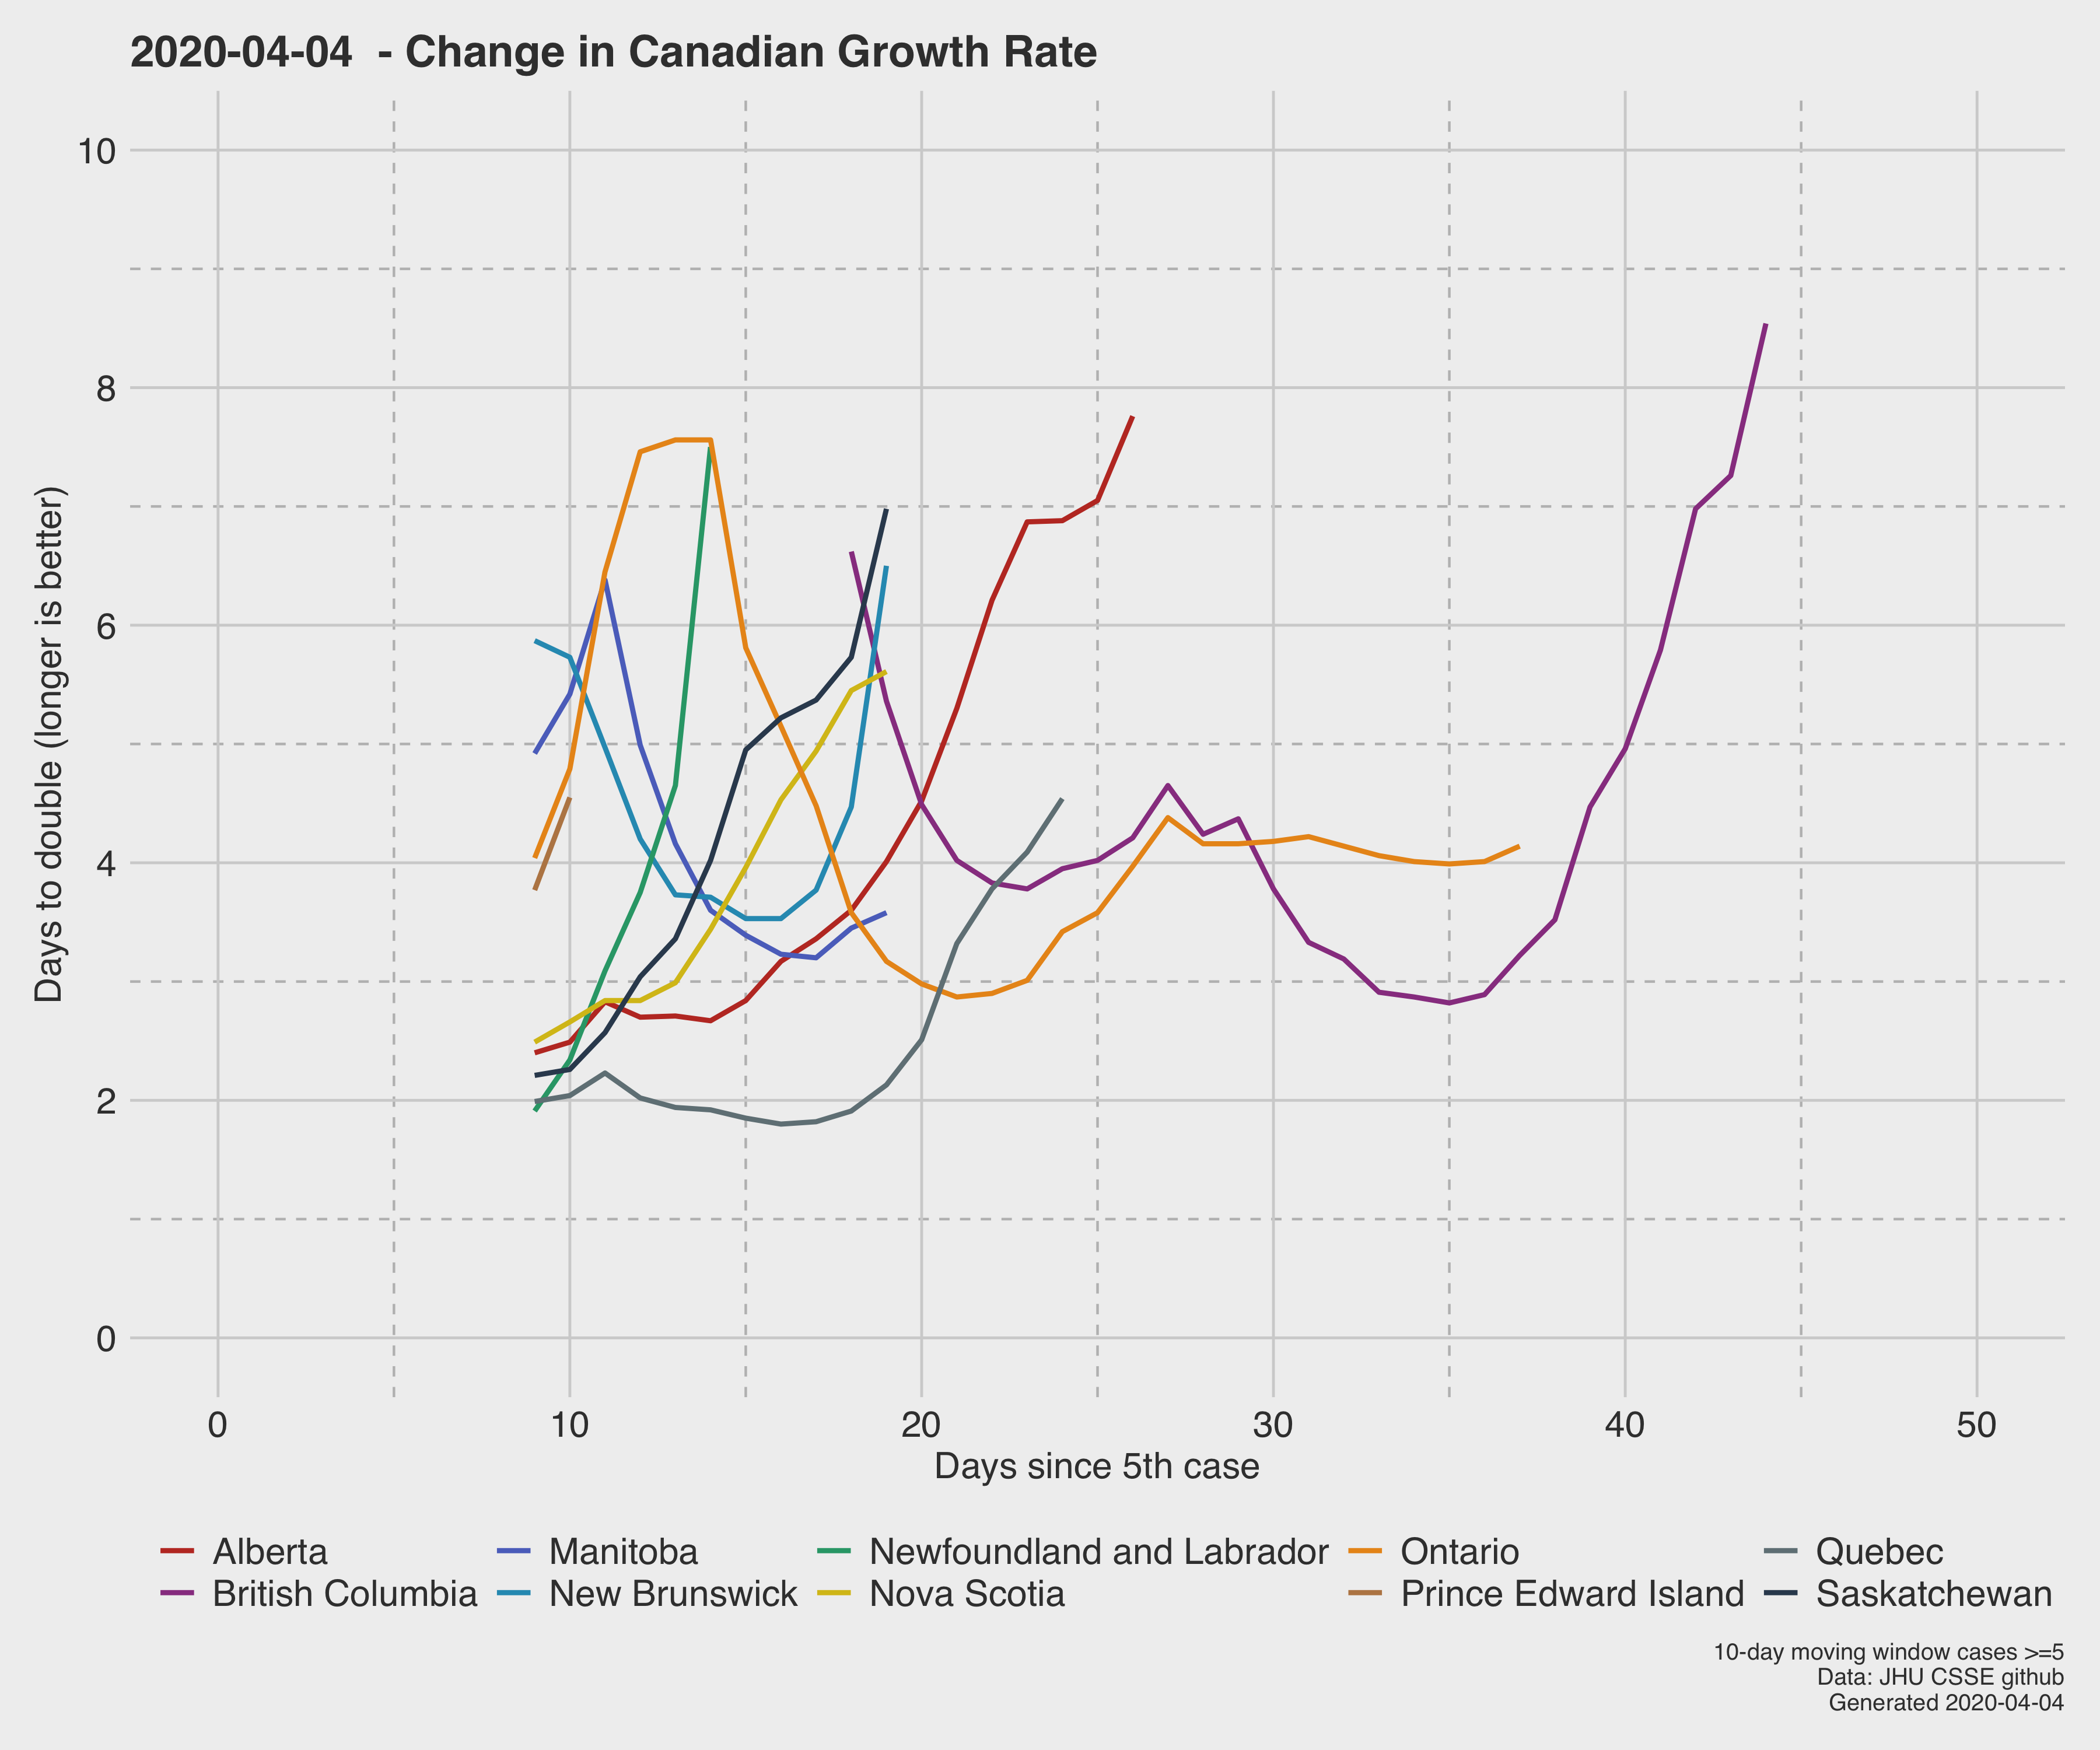 2020-04-04 - Change in Canadian Growth Rate
10
8
6
4
2
0
Days to double (longer is better)
0 10 20 30 40 50
Days since 5th case
Alberta Manitoba Newfoundland and Labrador Ontario Quebec
British Columbia New Brunswick Nova Scotia Prince Edward Island Saskatchewan
10-day moving window cases >=5
Data: JHU CSSE github
Generated 2020-04-04